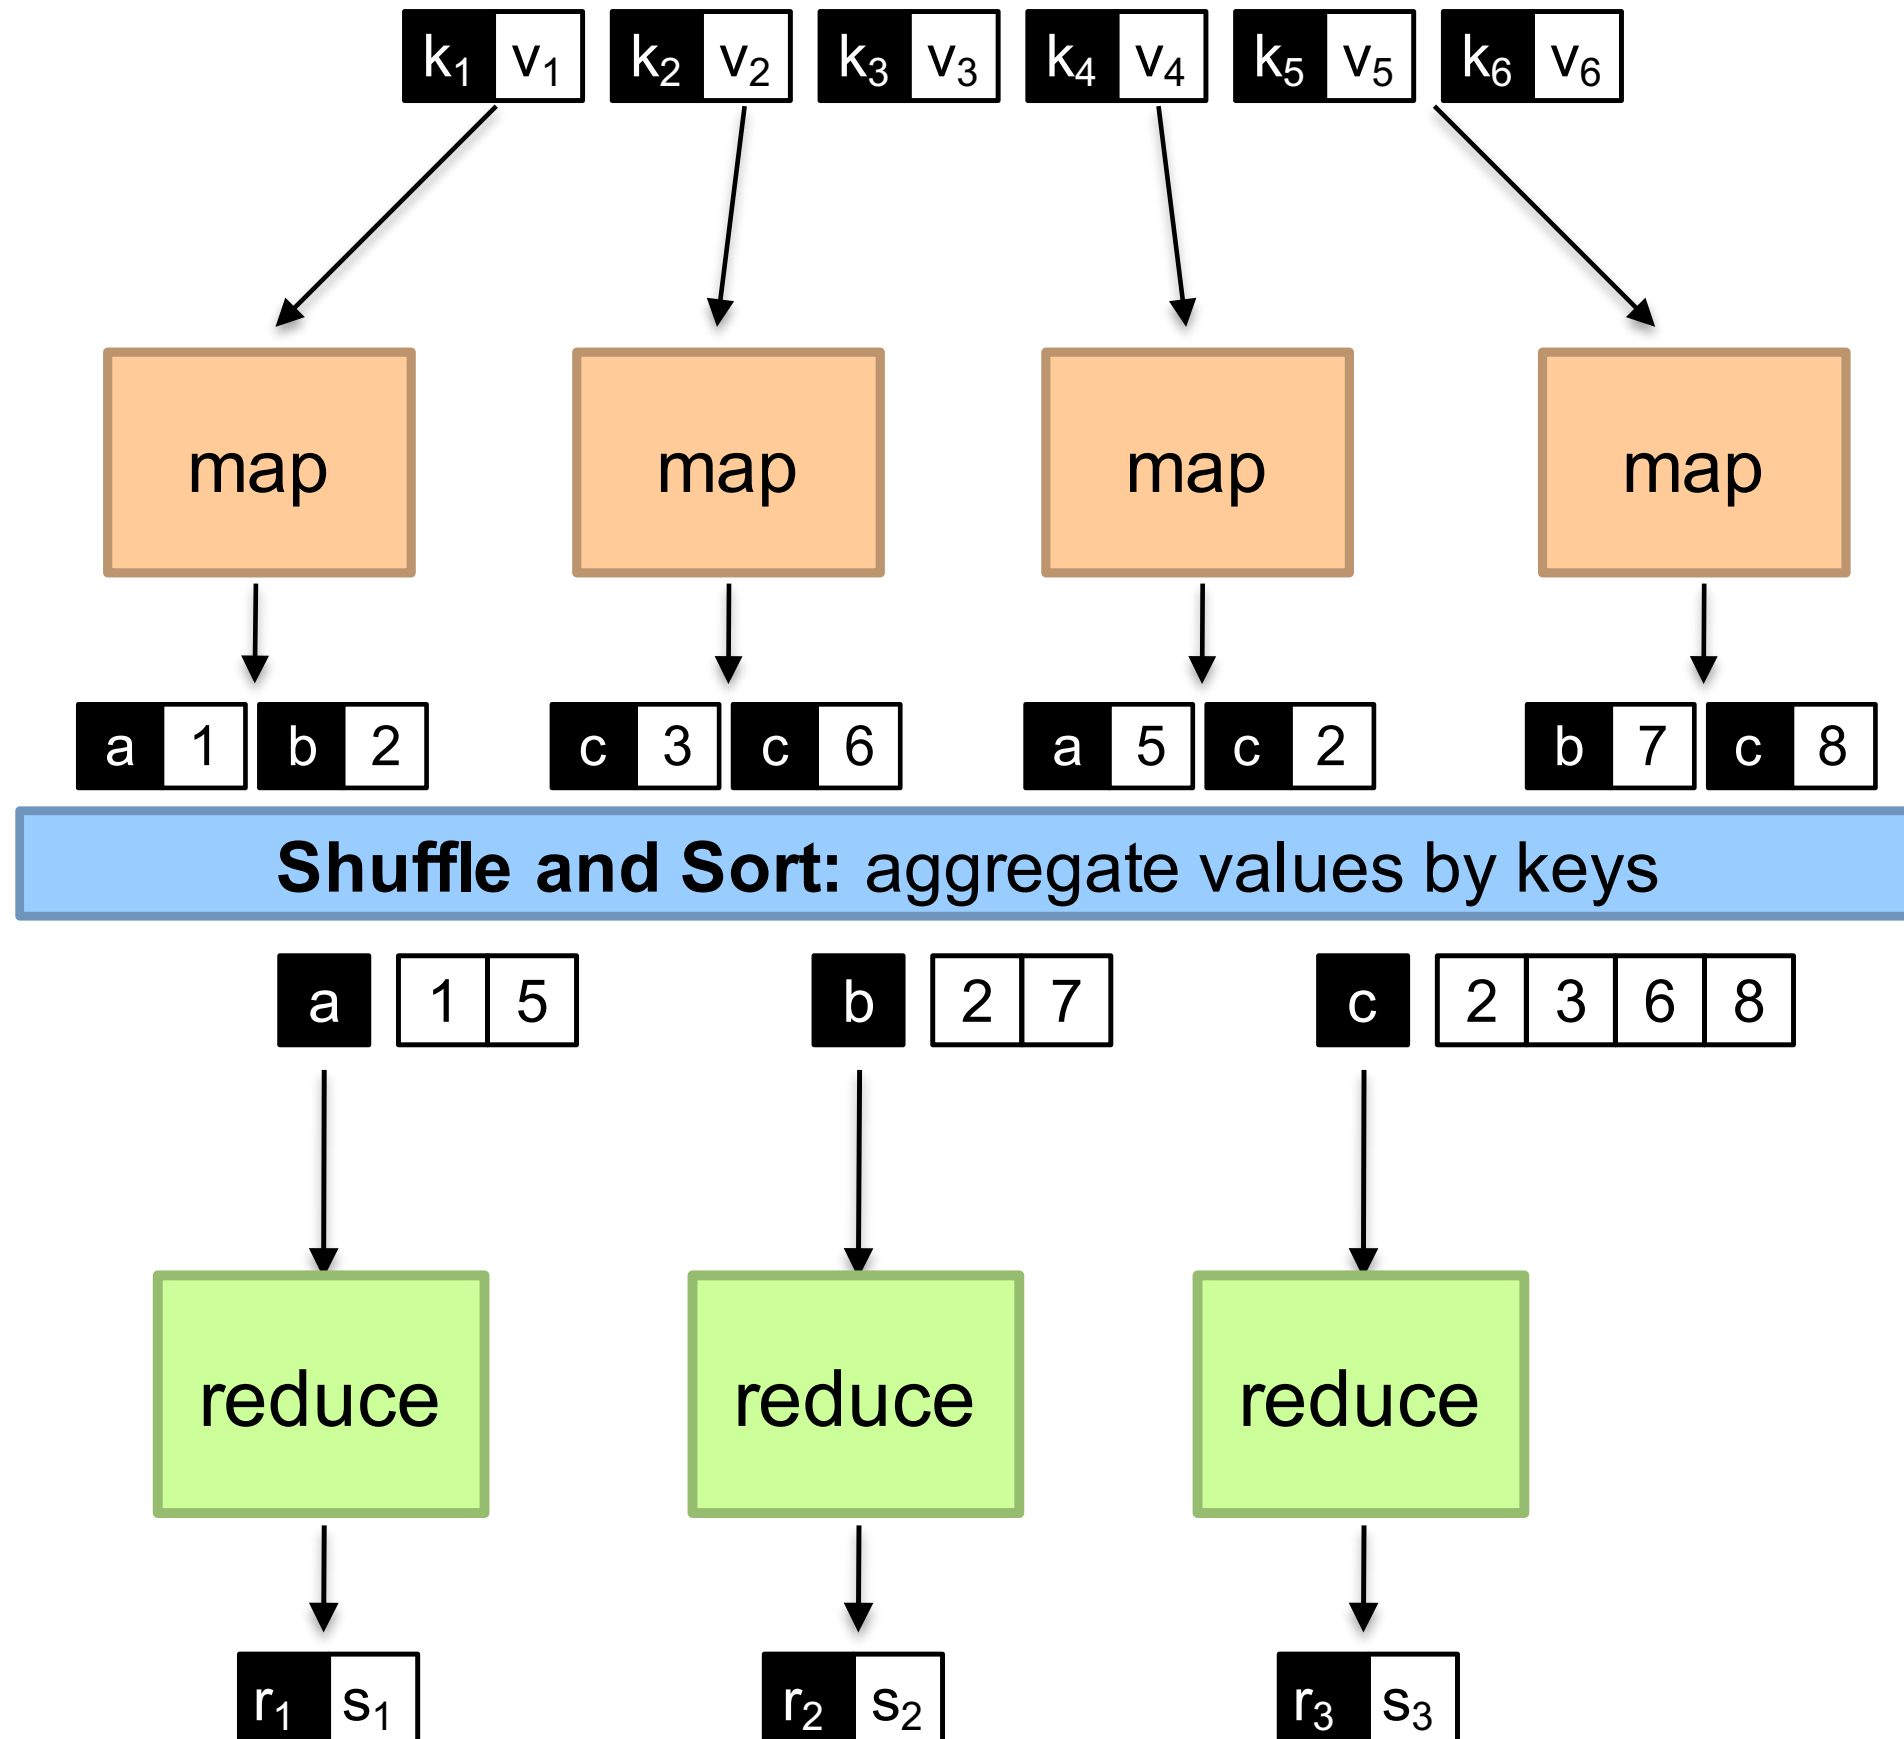 k₁ v₁ k₂ v₂ k₃ v₃ k₄ v₄ k₅ v₅ k₆ v₆
map map map map
a 1 b 2 c 3 c 6 a 5 c 2 b 7 c 8
Shuffle and Sort: aggregate values by keys
a 1 5 b 2 7 c 2 3 6 8
reduce reduce reduce
r₁ s₁ r₂ s₂ r₃ s₃